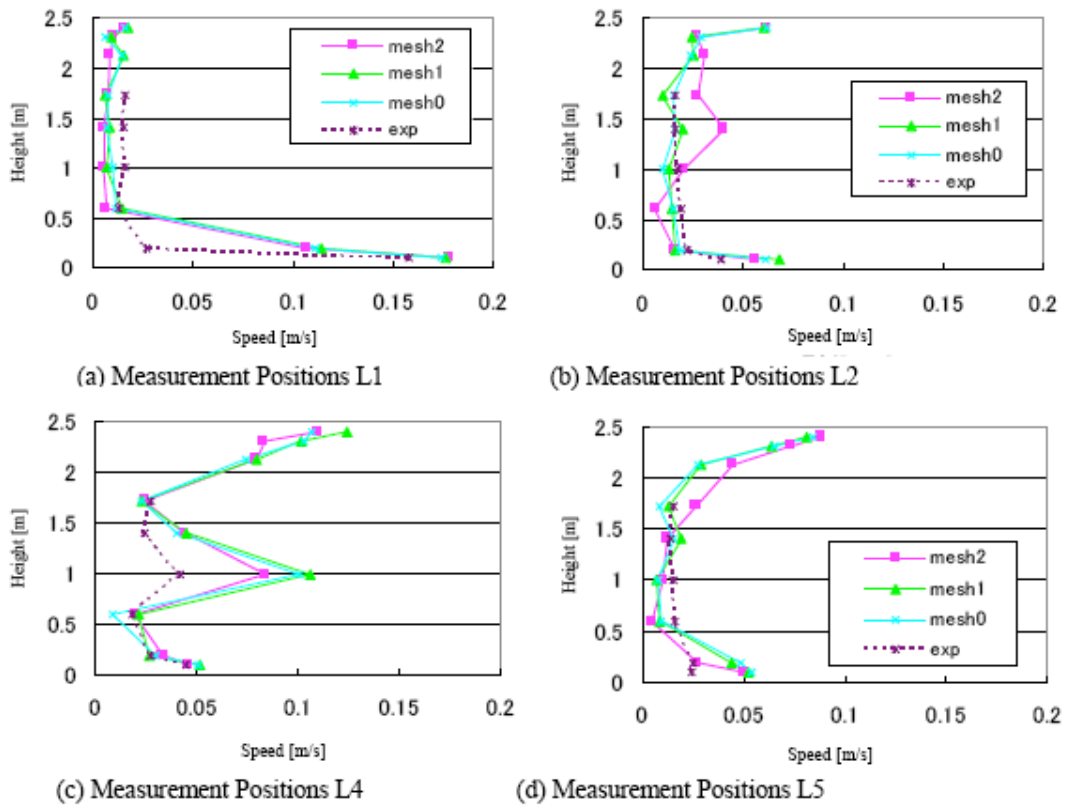 2.5
2
1.5
1
0.5
0
Height [m]
mesh2
mesh1
mesh0
exp
0 0.05 0.1 0.15 0.2
Speed [m/s]
(a) Measurement Positions L1
2.5
2
1.5
1
0.5
0
Height [m]
mesh2
mesh1
mesh0
exp
0 0.05 0.1 0.15 0.2
Speed [m/s]
(b) Measurement Positions L2
2.5
2
1.5
1
0.5
0
Height [m]
0 0.05 0.1 0.15 0.2
Speed [m/s]
(c) Measurement Positions L4
2.5
2
1.5
1
0.5
0
Height [m]
mesh2
mesh1
mesh0
exp
0 0.05 0.1 0.15 0.2
Speed [m/s]
(d) Measurement Positions L5